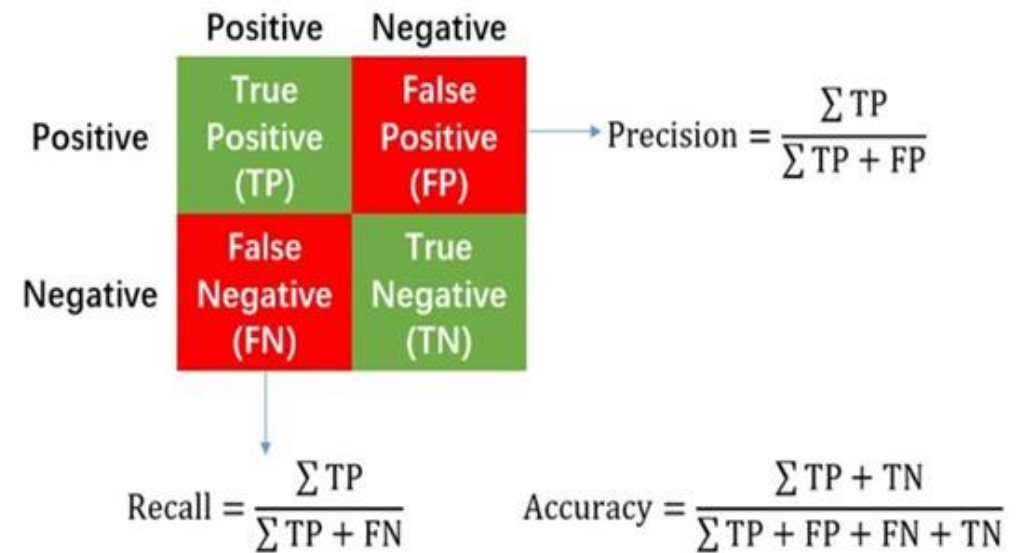 Positive Negative
True
Positive
(TP)
False
Positive
(FP)
Positive
Precision = ∑ TP / ∑ TP + FP
False
Negative
(FN)
True
Negative
(TN)
Negative
Recall = ∑ TP / ∑ TP + FN
Accuracy = ∑ TP + TN / ∑ TP + FP + FN + TN